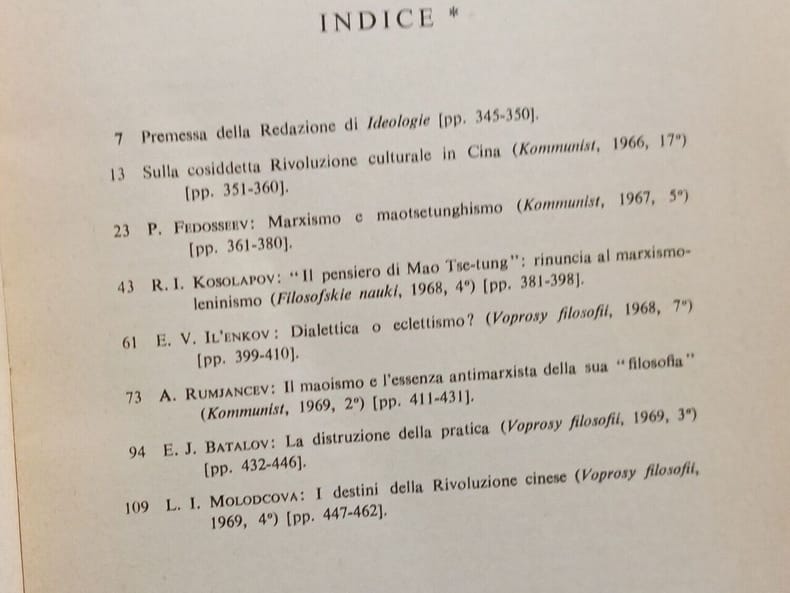 INDICE *
7 Premessa della Redazione di Ideologie [pp. 345-350].
13 Sulla cosiddetta Rivoluzione culturale in Cina (Kommunist, 1966, 17°)
[pp. 351-360].
23 P. FEDOSSEEV: Marxismo e maotsetunghismo (Kommunist, 1967, 5°)
[pp. 361-380].
43 R. I. KOSOLAPOV: "Il pensiero di Mao Tse-tung": rinuncia al marxismo-
leninismo (Filosofskie nauki, 1968, 4°) [pp. 381-398].
61 E. V. IL'ENKOV: Dialettica o eclettismo? (Voprosy filosofii, 1968, 7°)
[pp. 399-410].
73 A. RUMJANCEV: Il maoismo e l'essenza antimarxista della sua "filosofia"
(Kommunist, 1969, 2°) [pp. 411-431].
94 E. J. BATALOV: La distruzione della pratica (Voprosy filosofii, 1969, 3°)
[pp. 432-446].
109 L. I. MOLODCOVA: I destini della Rivoluzione cinese (Voprosy filosofii,
1969, 4°) [pp. 447-462].